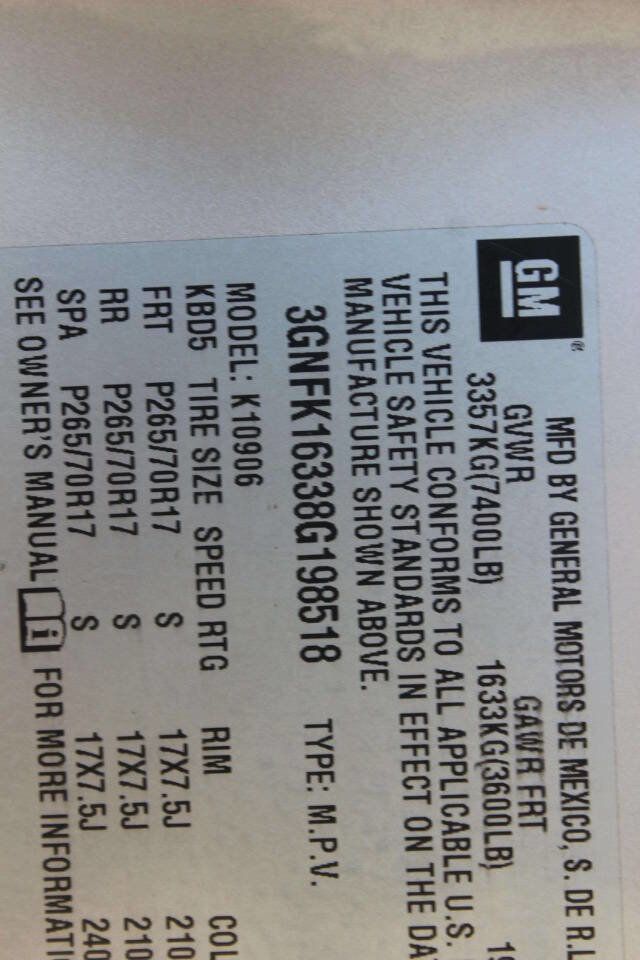 GM®
MFD BY GENERAL MOTORS DE MEXICO, S. DE R.L
GVWR GAWR FRT
3357KG(7400LB) 1633KG(3600LB) 19
THIS VEHICLE CONFORMS TO ALL APPLICABLE U.S.
VEHICLE SAFETY STANDARDS IN EFFECT ON THE DA
MANUFACTURE SHOWN ABOVE.
3GNFK16338G198518 TYPE: M.P.V.
MODEL: K10906
KBD5 TIRE SIZE SPEED RTG RIM COL
FRT P265/70R17 S 17X7.5J 210
RR P265/70R17 S 17X7.5J 210
SPA P265/70R17 S 17X7.5J 240
SEE OWNER'S MANUAL i FOR MORE INFORMATI